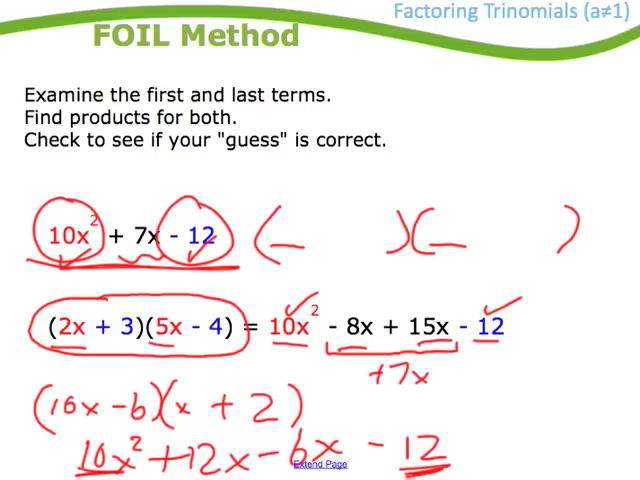 Factoring Trinomials (a≠1)
FOIL Method
Examine the first and last terms.
Find products for both.
Check to see if your "guess" is correct.
10x² + 7x - 12 (_ )(_ )
(2x + 3)(5x - 4) = 10x² - 8x + 15x - 12
+7x
(10x - 6)(x + 2)
10x² + 12x - 6x - 12
Extend Page